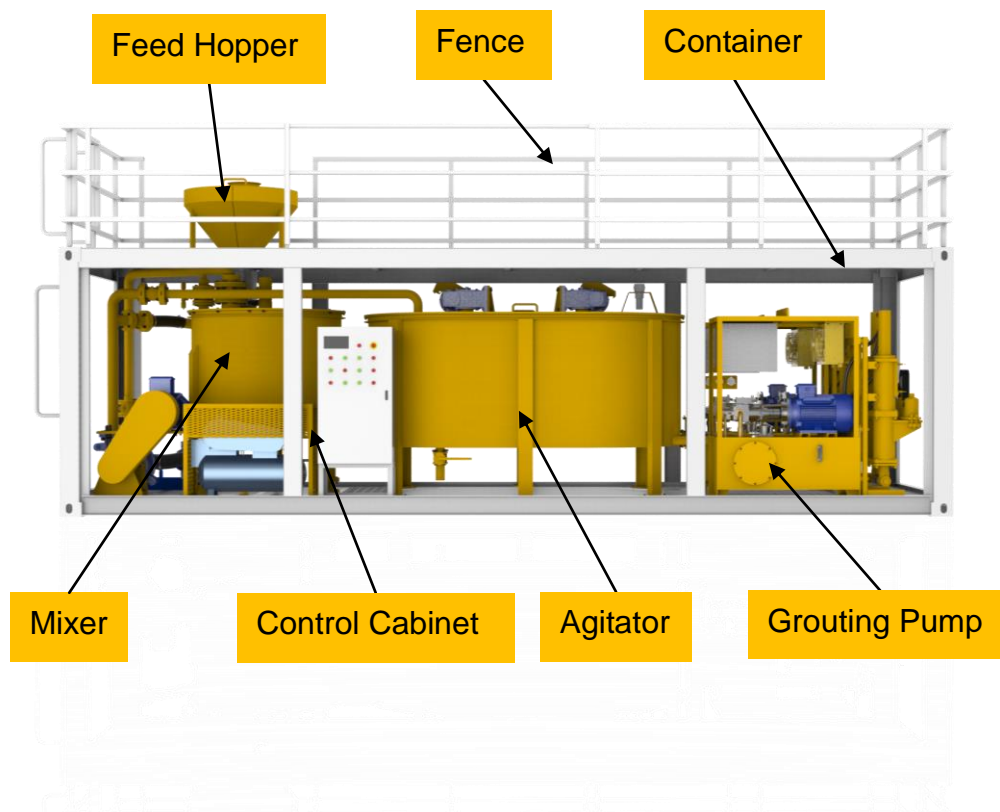 Feed Hopper
Fence
Container
Mixer
Control Cabinet
Agitator
Grouting Pump